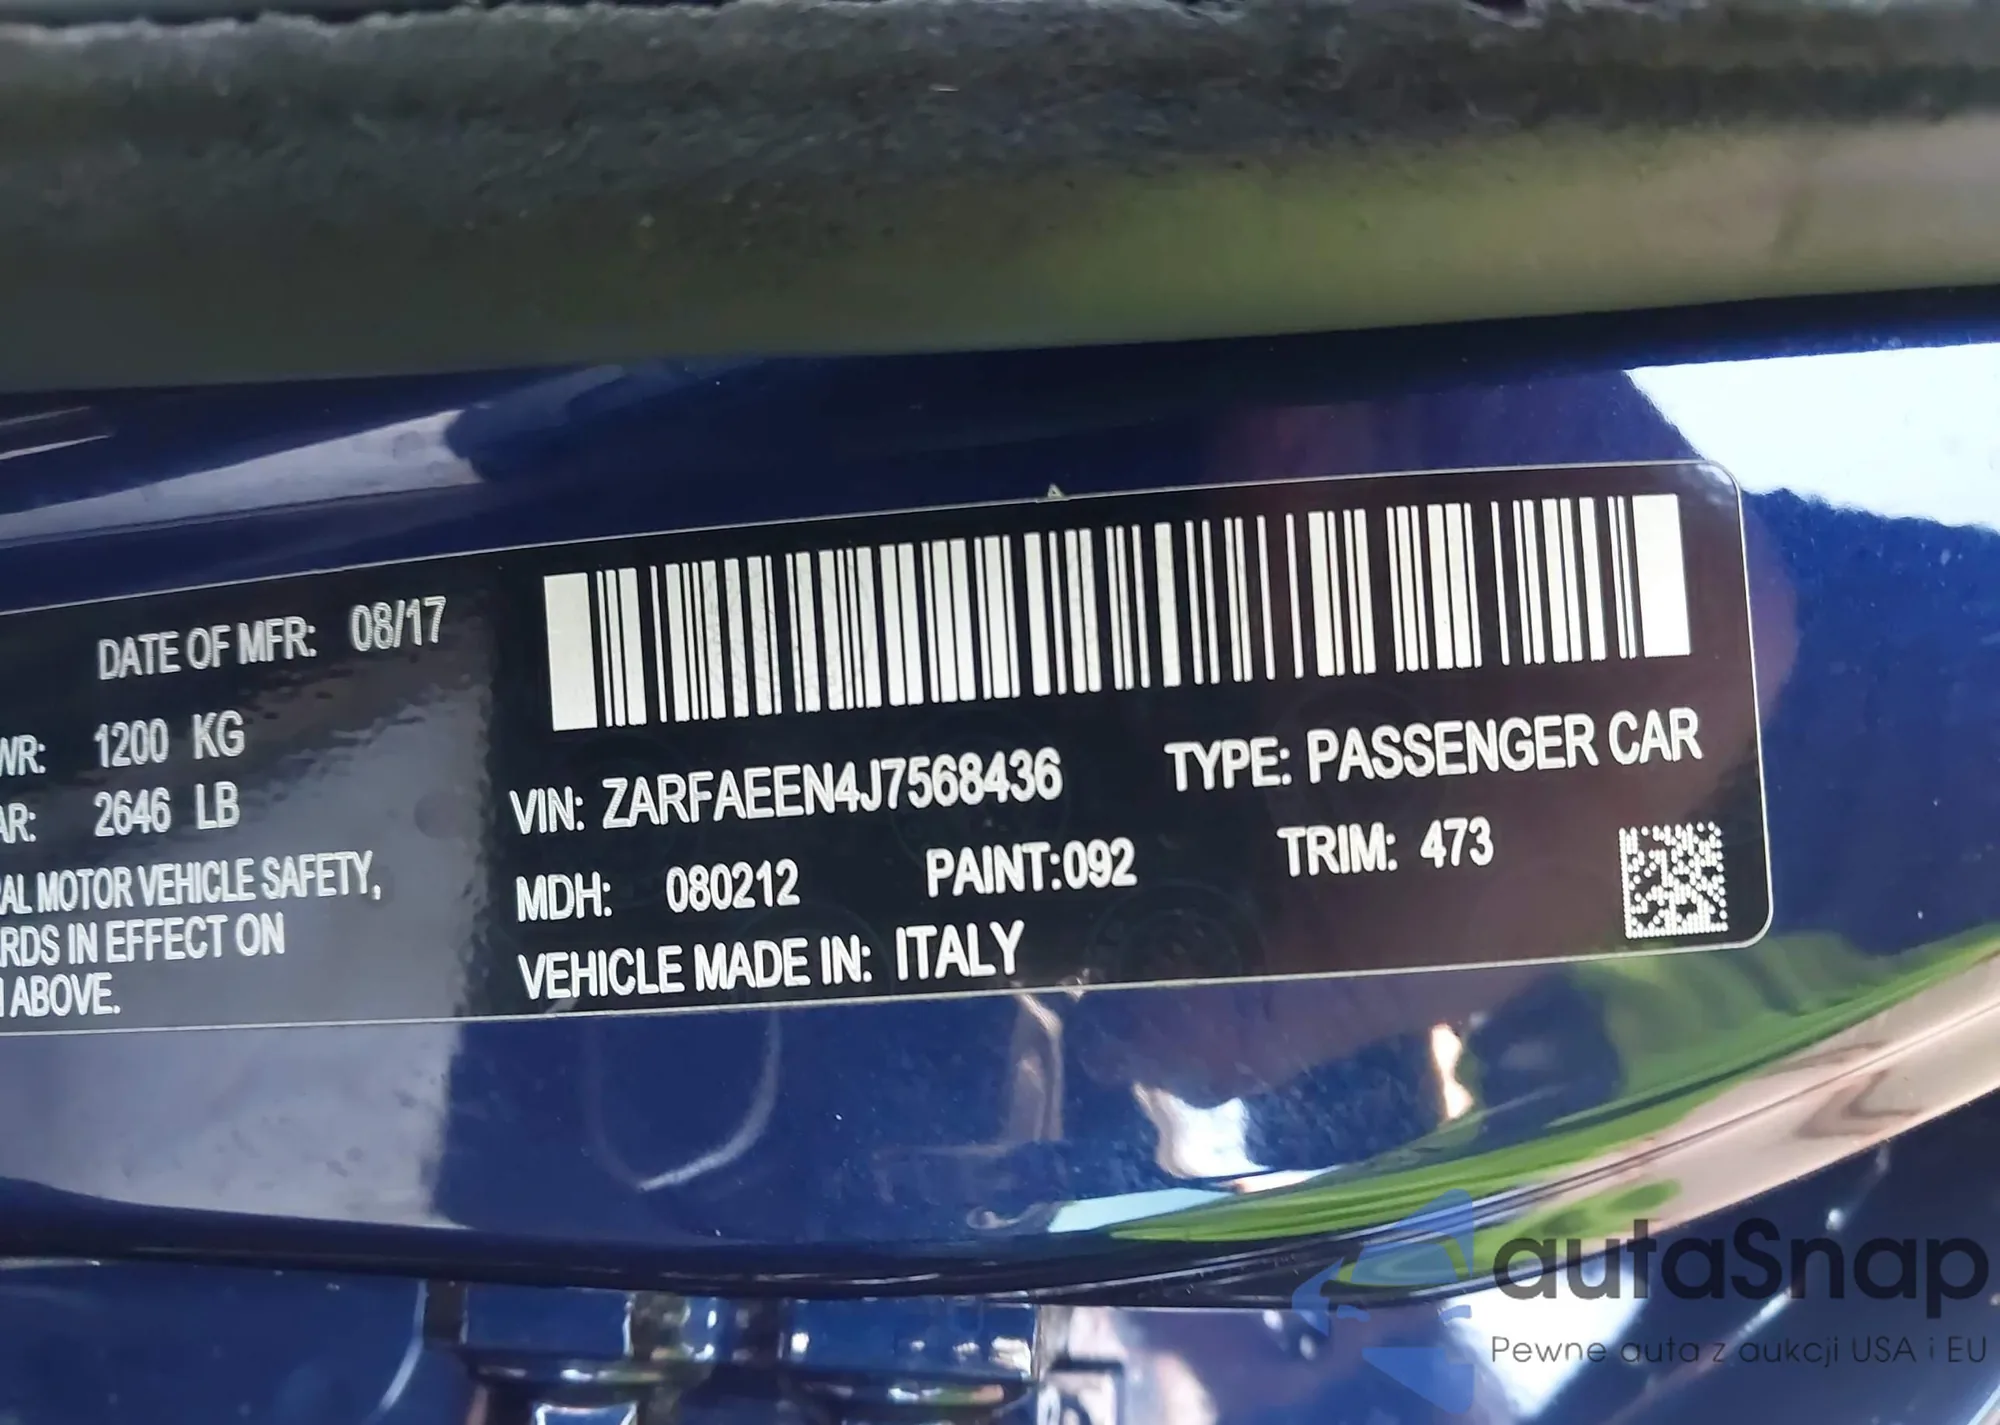 DATE OF MFR: 08/17
WR: 1200 KG
AR: 2646 LB
AL MOTOR VEHICLE SAFETY,
RDS IN EFFECT ON
ABOVE.
VIN: ZARFAEEN4J7568436 TYPE: PASSENGER CAR
MDH: 080212 PAINT:092 TRIM: 473
VEHICLE MADE IN: ITALY
autaSnap
Pewne auta z aukcji USA i EU